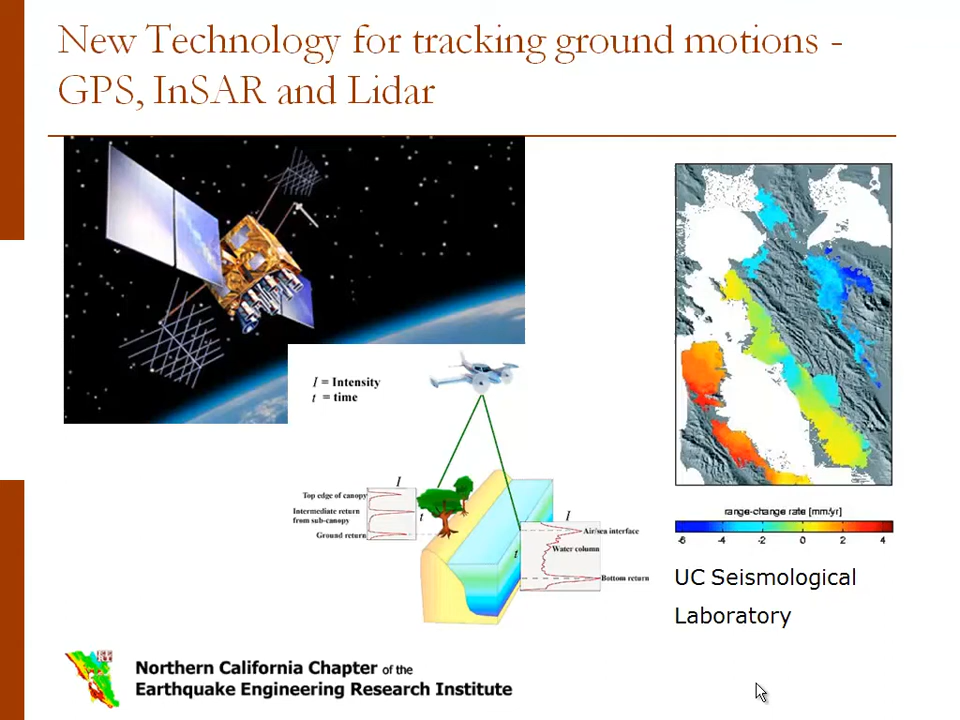 New Technology for tracking ground motions -
GPS, InSAR and Lidar
I = Intensity
t = time
I
Top edge of canopy
t
Intermediate return
from sub-canopy
Ground return
I
Air/sea interface
t
Water column
Bottom return
range-change rate [mm/yr]
-6 -4 -2 0 2 4
UC Seismological
Laboratory
Northern California Chapter of the
Earthquake Engineering Research Institute